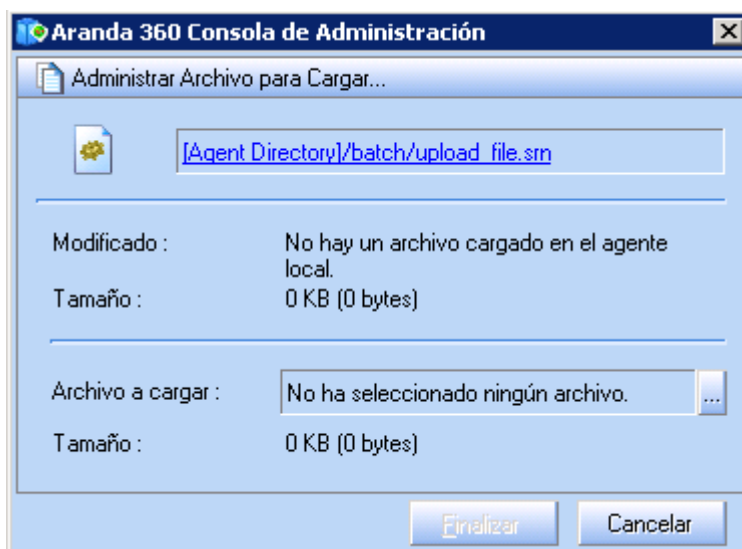 Aranda 360 Consola de Administración
Administrar Archivo para Cargar...
[Agent Directory]/batch/upload_file.srn
Modificado : No hay un archivo cargado en el agente
local.
Tamaño : 0 KB (0 bytes)
Archivo a cargar : No ha seleccionado ningún archivo. ...
Tamaño : 0 KB (0 bytes)
Finalizar Cancelar